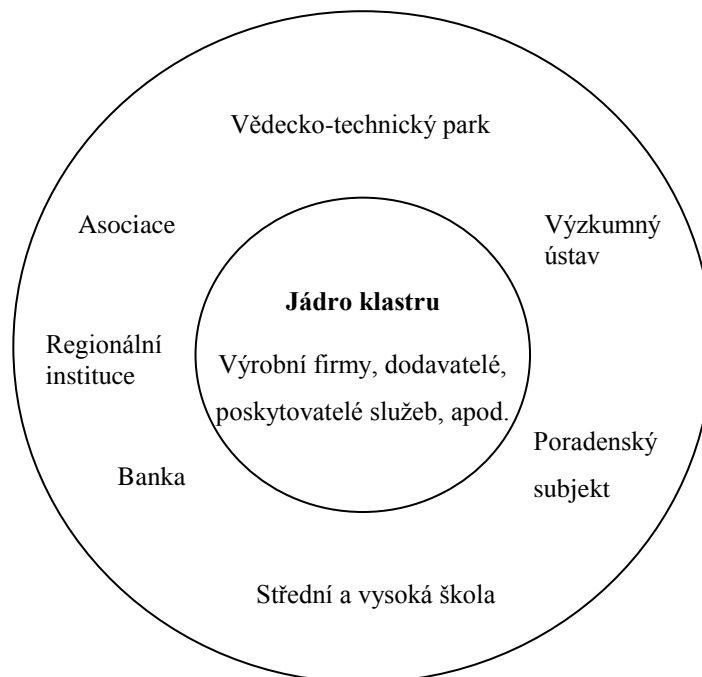 Vědecko-technický park
Asociace
Výzkumný
ústav
Jádro klastru
Výrobní firmy, dodavatelé,
poskytovatelé služeb, apod.
Regionální
instituce
Poradenský
subjekt
Banka
Střední a vysoká škola